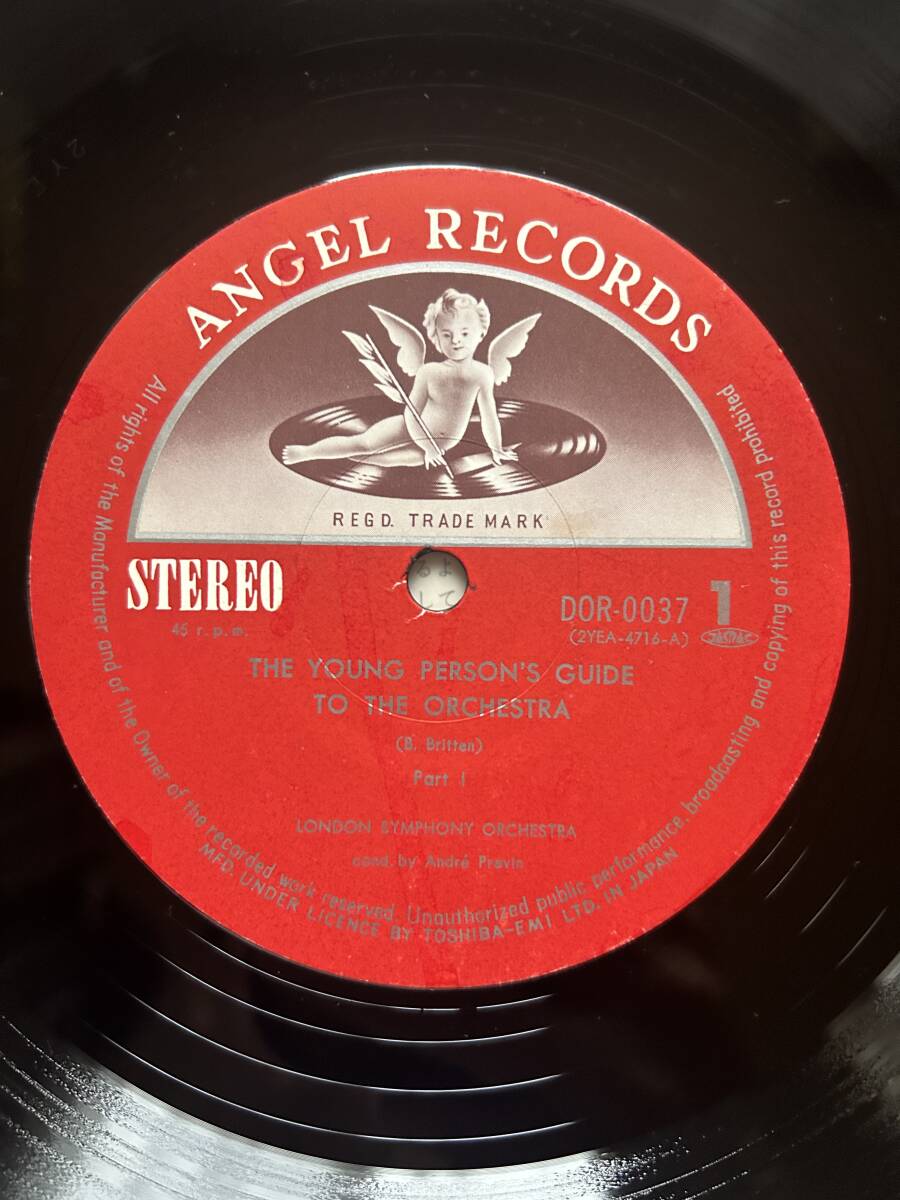 ANGEL RECORDS
REGD. TRADE MARK
STEREO
45 r.p.m.
DOR-0037 1
(2YEA-4716-A)
THE YOUNG PERSON'S GUIDE
TO THE ORCHESTRA
(B. Britten)
Part I
LONDON SYMPHONY ORCHESTRA
cond. by André Previn
All rights of the Manufacturer and of the Owner of the recorded work reserved. Unauthorized public performance, broadcasting and copying of this record prohibited
MFD. UNDER LICENCE BY TOSHIBA-EMI LTD. IN JAPAN